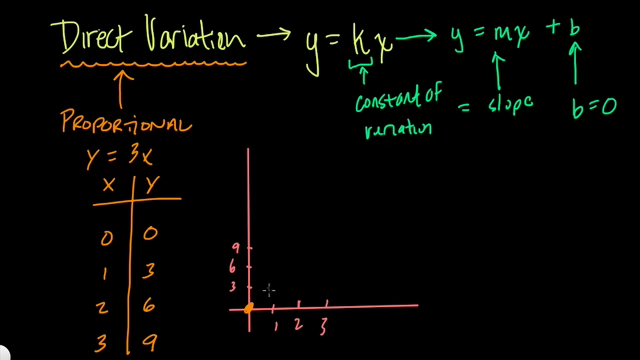 Direct Variation → y = kx → y = mx + b
constant of variation = slope b = 0
PROPORTIONAL
Y = 3x
X Y
0 0
1 3
2 6
3 9
9
6
3
1 2 3